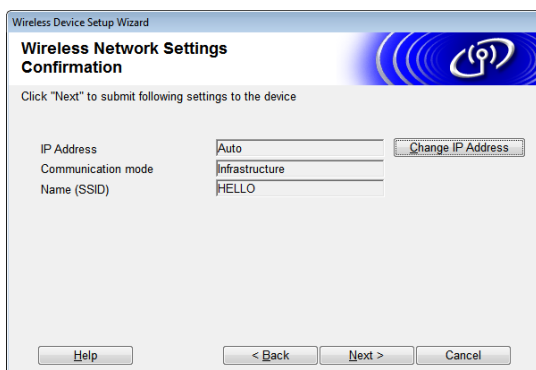 Wireless Device Setup Wizard
Wireless Network Settings
Confirmation
Click "Next" to submit following settings to the device
IP Address Auto Change IP Address
Communication mode Infrastructure
Name (SSID) HELLO
Help < Back Next > Cancel